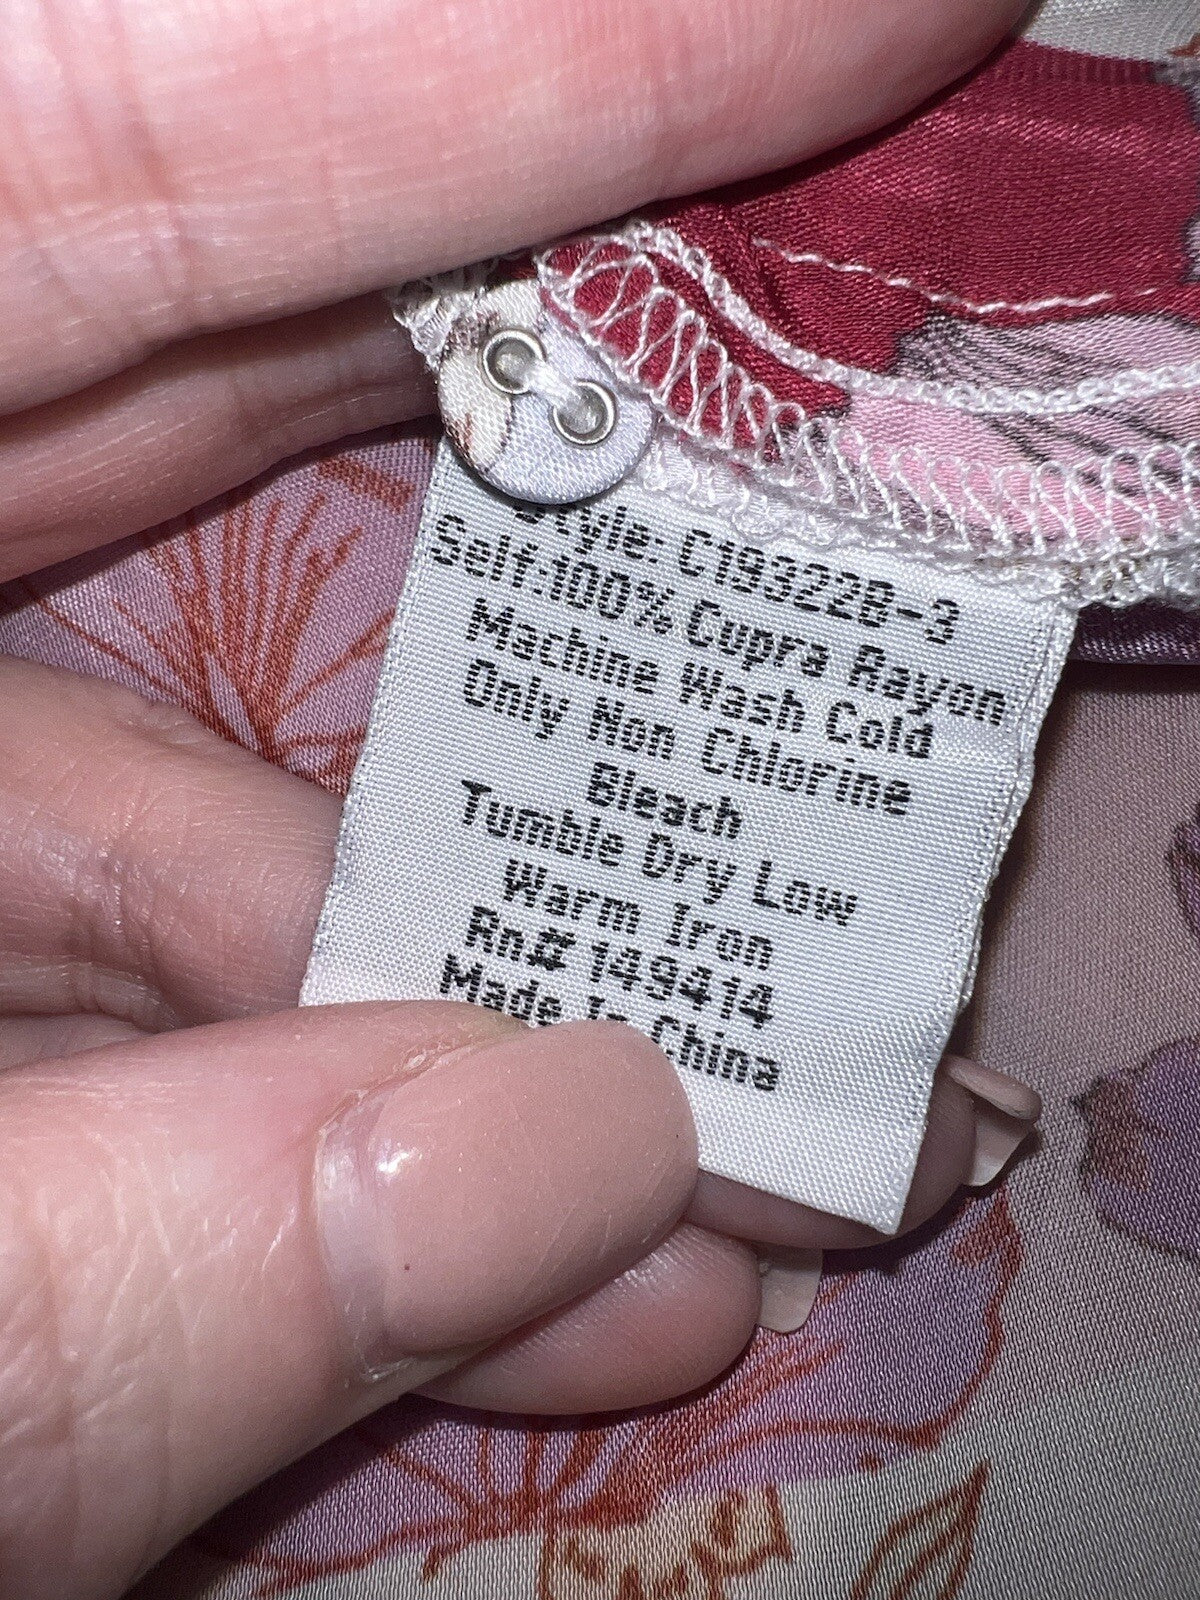 Style: C19322B-3
Self:100% Cupra Rayon
Machine Wash Cold
Only Non Chlorine
Bleach
Tumble Dry Low
Warm Iron
Rn# 149414
Made In China